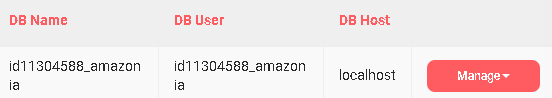 DB Name DB User DB Host
id11304588_amazon id11304588_amazon
ia ia localhost Manage